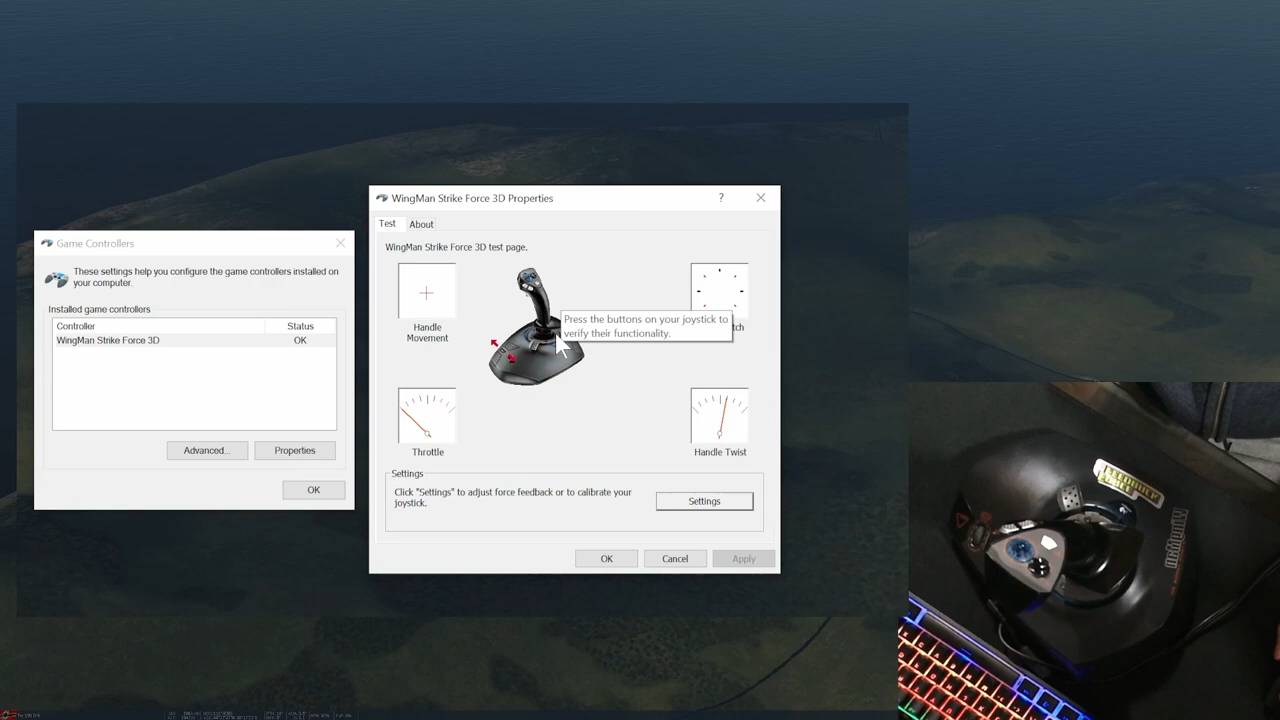 Game Controllers
These settings help you configure the game controllers installed on
your computer.
Installed game controllers
Controller
Status
WingMan Strike Force 3D
OK
Advanced...
Properties
OK
WingMan Strike Force 3D Properties
?
Test
About
WingMan Strike Force 3D test page.
Handle
Movement
Press the buttons on your joystick to
verify their functionality.
Throttle
Handle Twist
Settings
Click "Settings" to adjust force feedback or to calibrate your
joystick.
Settings
OK
Cancel
Apply